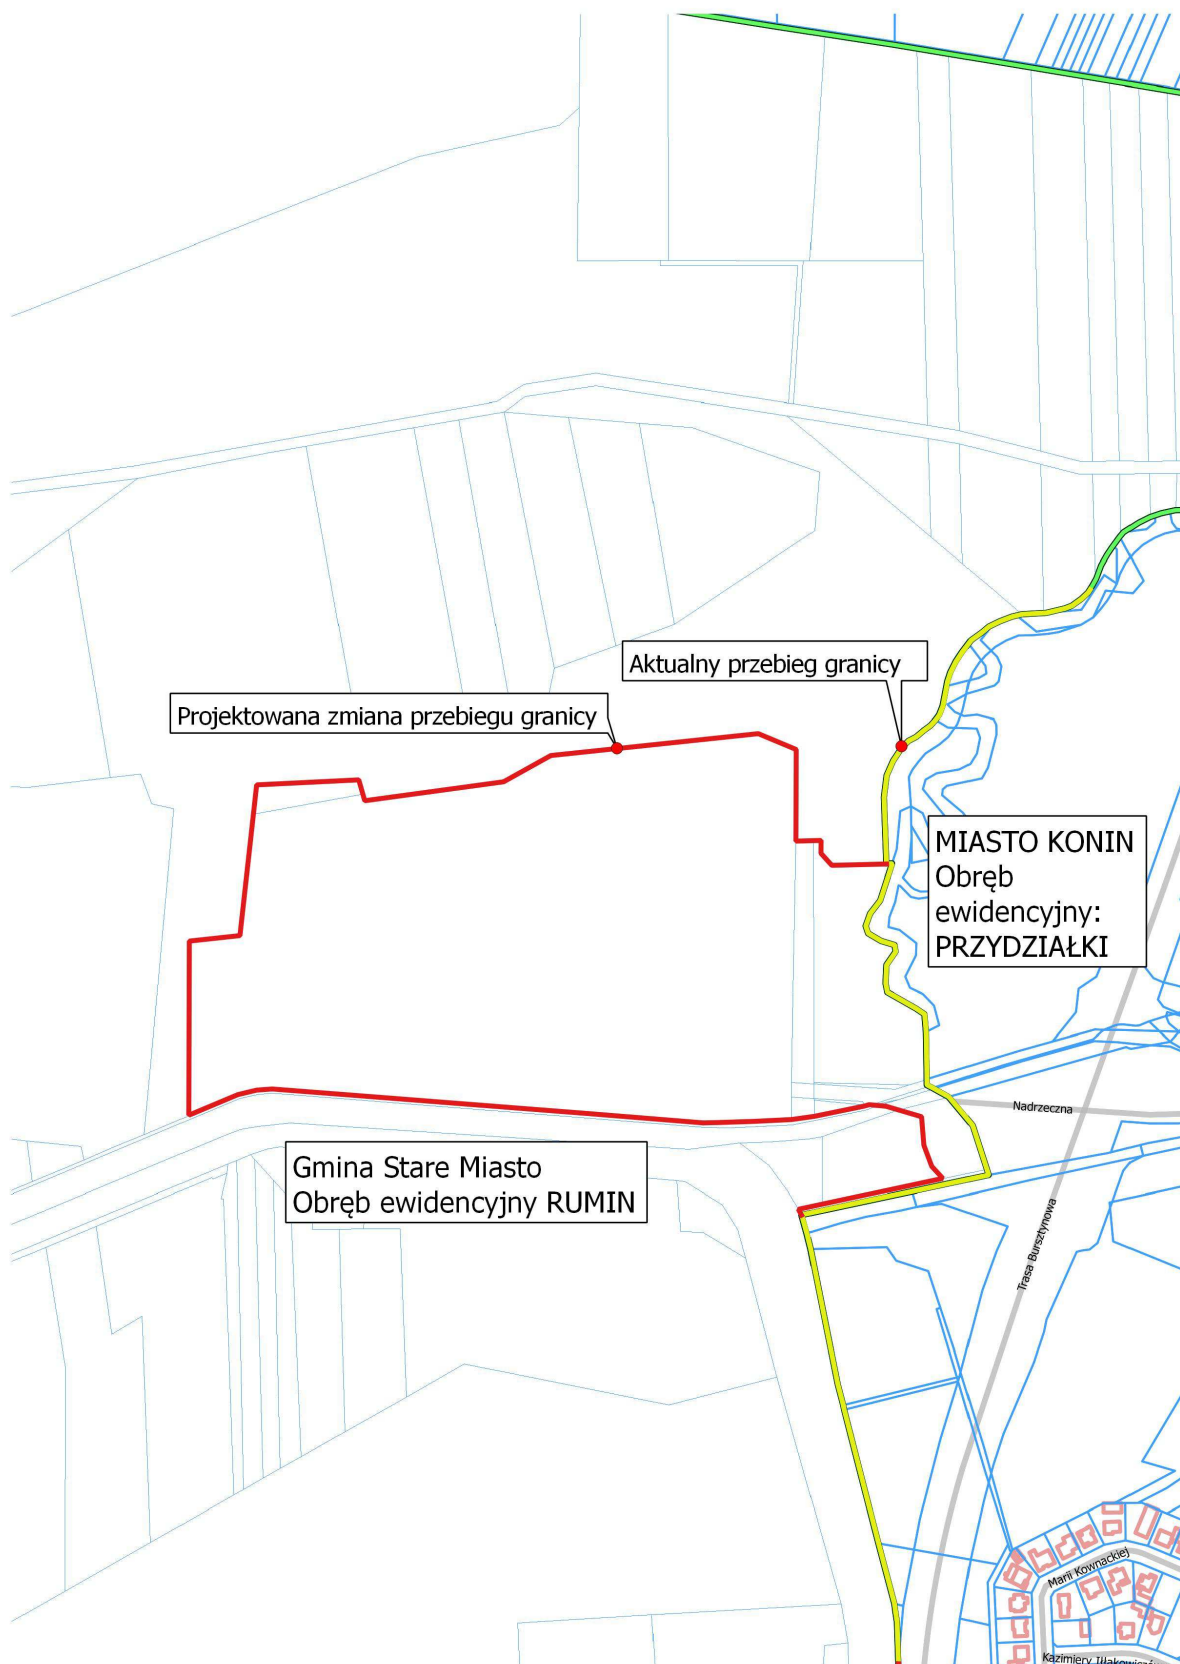 Aktualny przebieg granicy
Projektowana zmiana przebiegu granicy
MIASTO KONIN
Obręb
ewidencyjny:
PRZYDZIAŁKI
Nadrzeczna
Gmina Stare Miasto
Obręb ewidencyjny RUMIN
Trasa Bursztynowa
Marii Kownackiej
Kazimiery